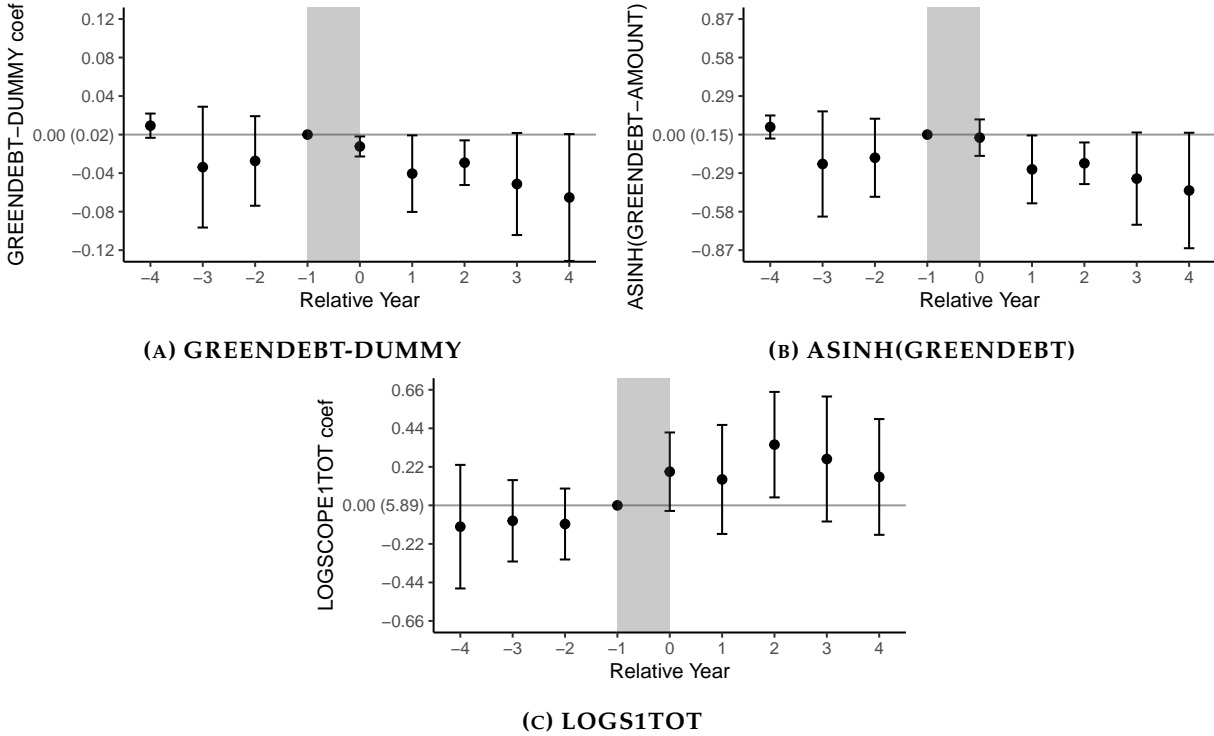 GREENDEBT−DUMMY coef
0.12
0.08
0.04
0.00 (0.02)
−0.04
−0.08
−0.12
−4 −3 −2 −1 0 1 2 3 4
Relative Year
(A) GREENDEBT-DUMMY
ASINH(GREENDEBT−AMOUNT)
0.87
0.58
0.29
0.00 (0.15)
−0.29
−0.58
−0.87
−4 −3 −2 −1 0 1 2 3 4
Relative Year
(B) ASINH(GREENDEBT)
LOGSCOPE1TOT coef
0.66
0.44
0.22
0.00 (5.89)
−0.22
−0.44
−0.66
−4 −3 −2 −1 0 1 2 3 4
Relative Year
(C) LOGS1TOT